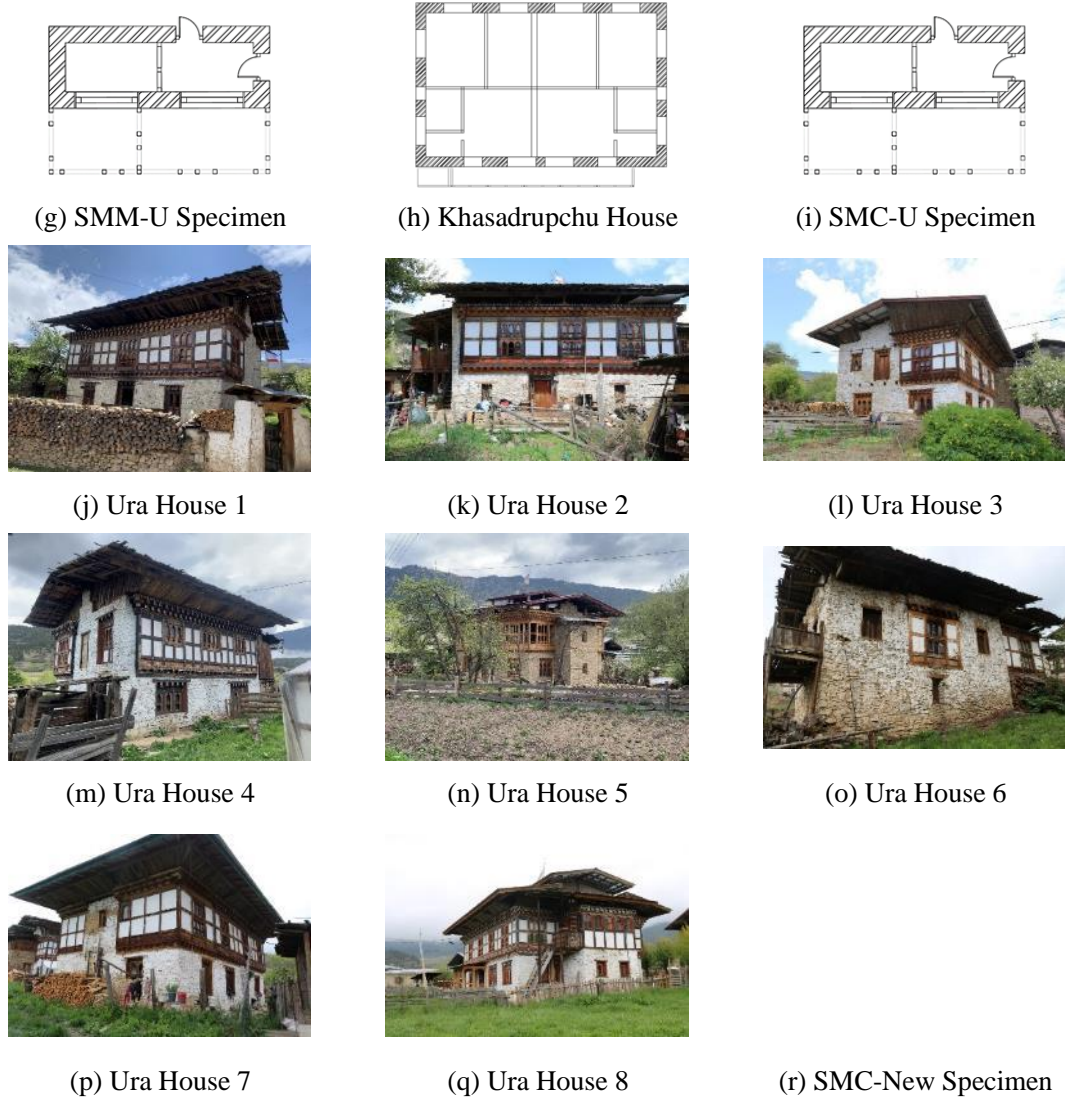 (g) SMM-U Specimen
(h) Khasadrupchu House
(i) SMC-U Specimen
(j) Ura House 1
(k) Ura House 2
(l) Ura House 3
(m) Ura House 4
(n) Ura House 5
(o) Ura House 6
(p) Ura House 7
(q) Ura House 8
(r) SMC-New Specimen